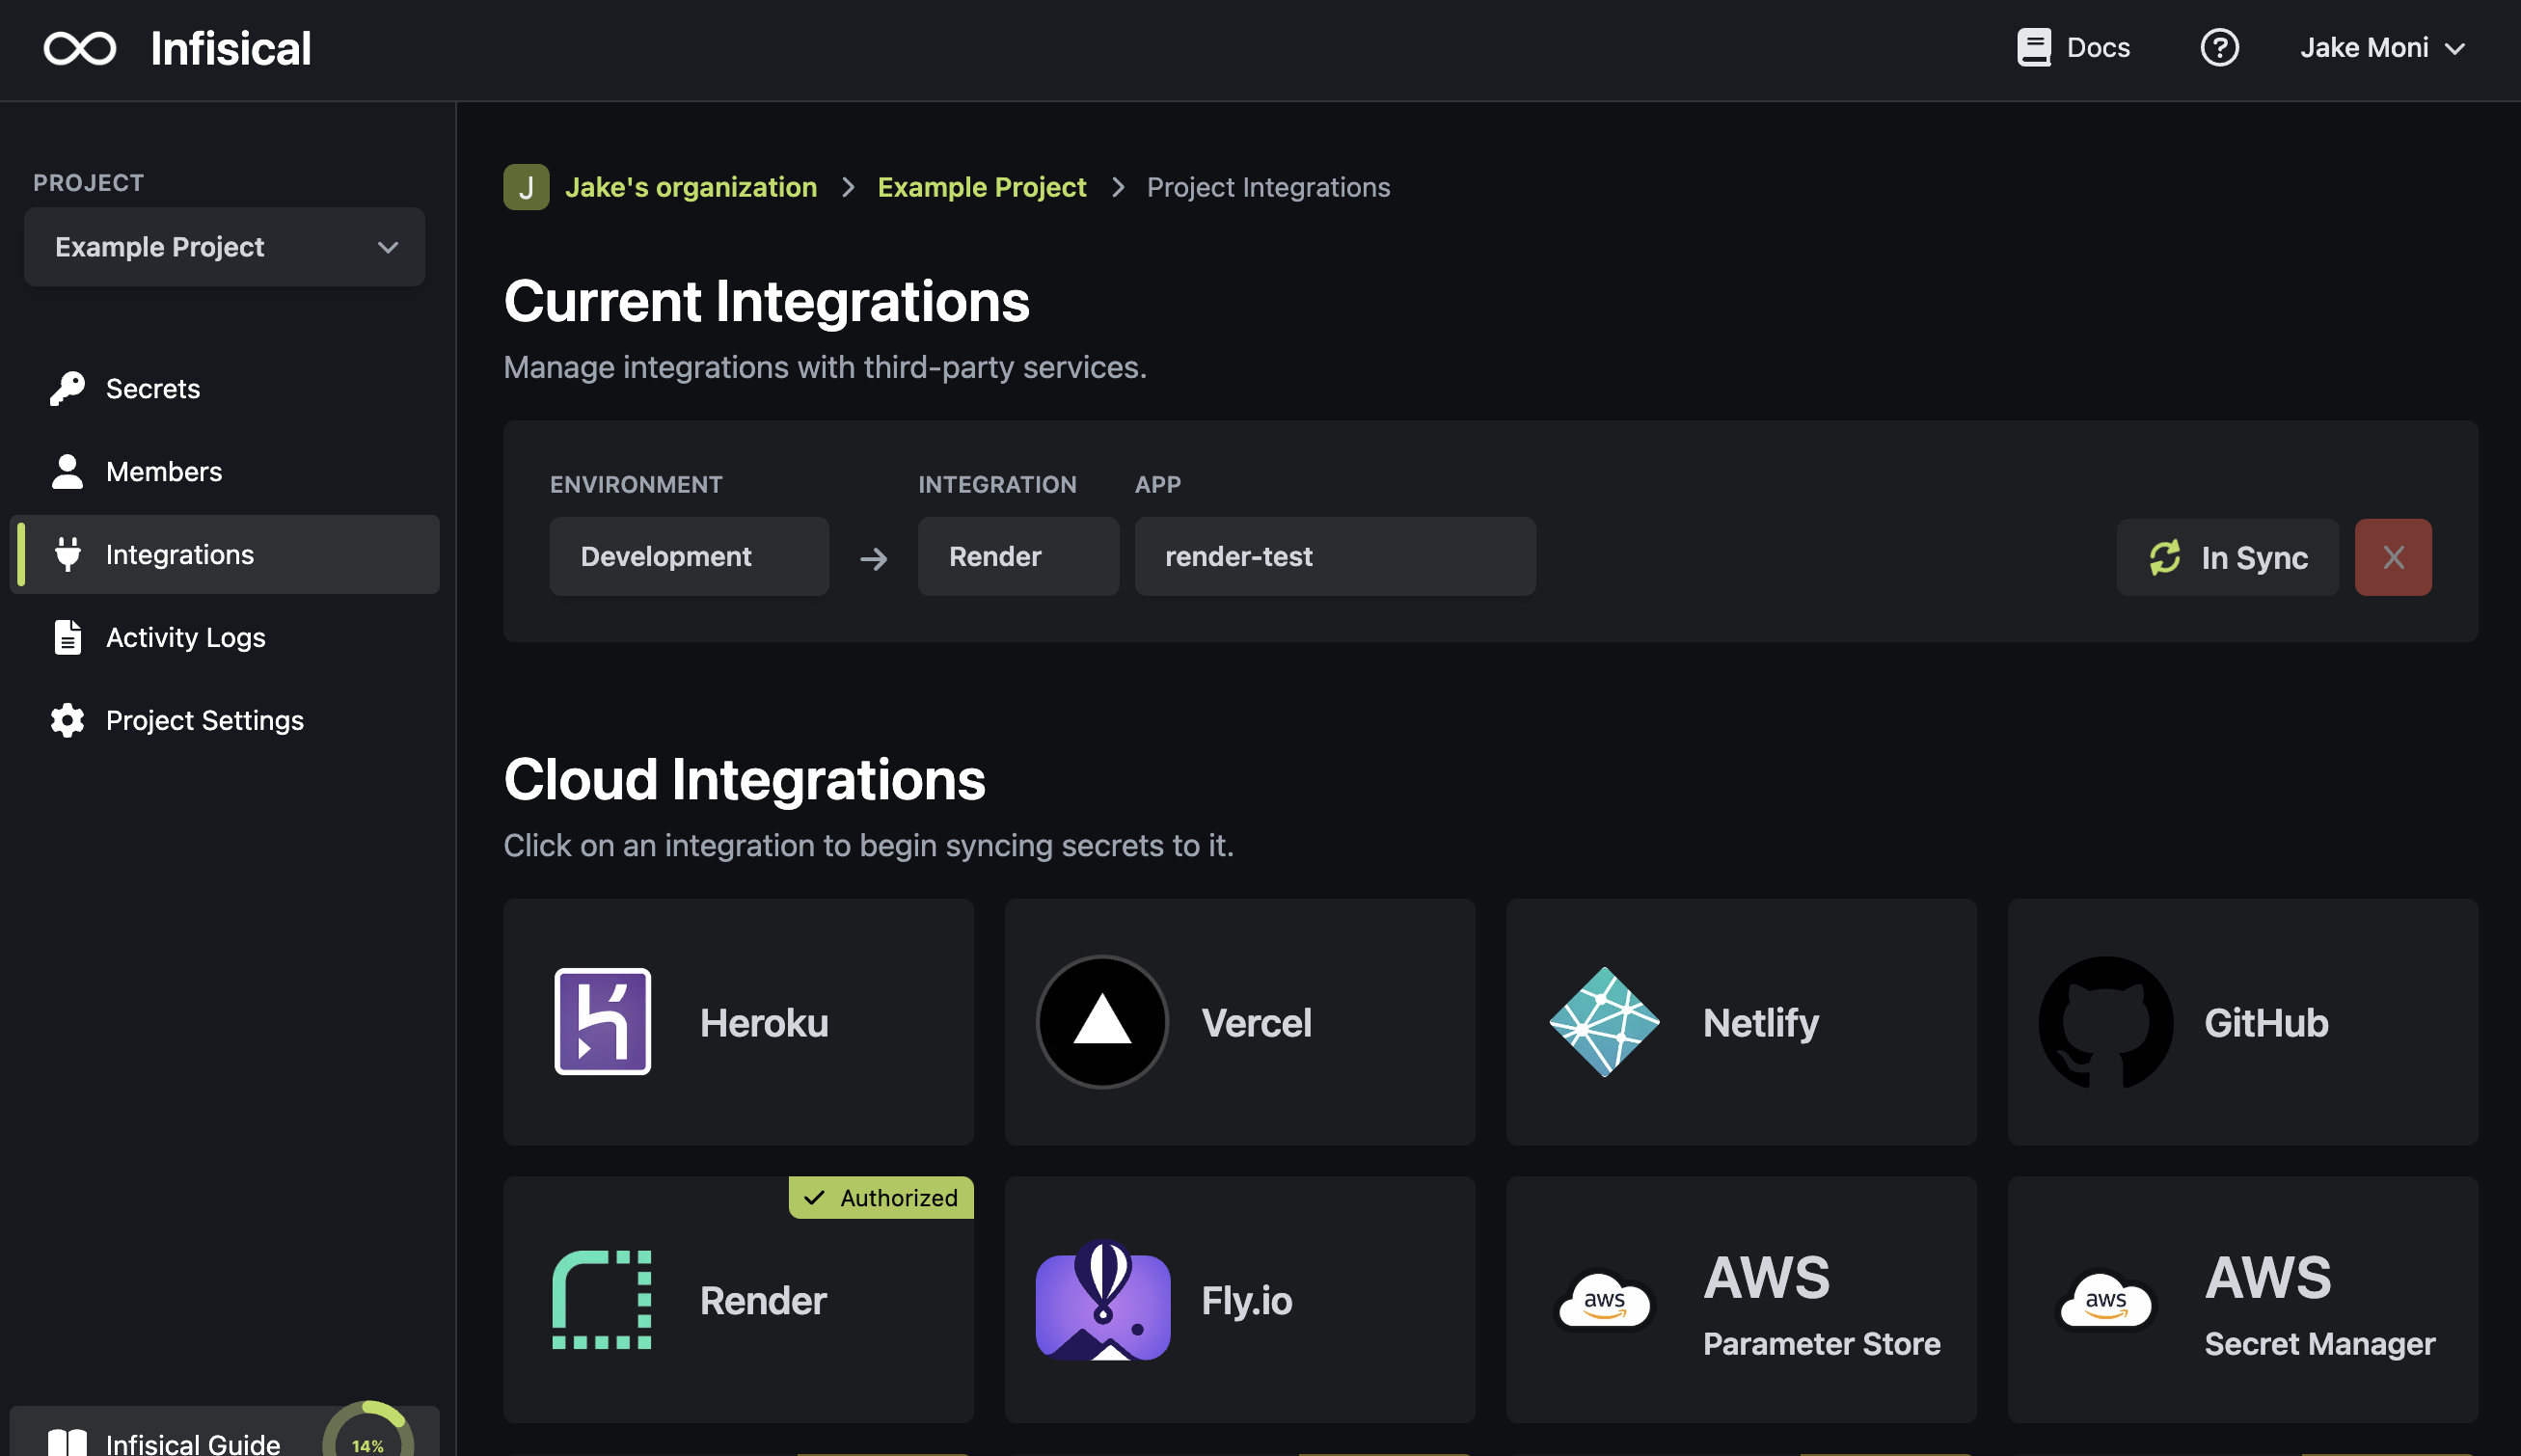 Infisical
Docs
Jake Moni
PROJECT
Example Project
Secrets
Members
Integrations
Activity Logs
Project Settings
Infisical Guide
14%
J Jake's organization > Example Project > Project Integrations
Current Integrations
Manage integrations with third-party services.
ENVIRONMENT INTEGRATION APP
Development → Render render-test In Sync X
Cloud Integrations
Click on an integration to begin syncing secrets to it.
Heroku
Vercel
Netlify
GitHub
Authorized
Render
Fly.io
aws
AWS
Parameter Store
aws
AWS
Secret Manager